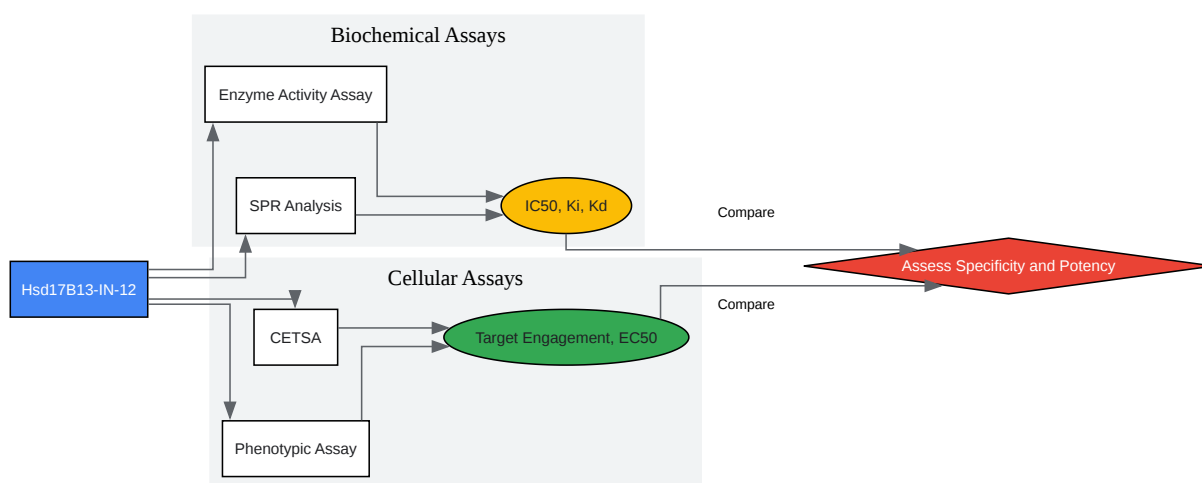 Biochemical Assays
Enzyme Activity Assay
SPR Analysis
IC50, Ki, Kd
Compare
Assess Specificity and Potency
Hsd17B13-IN-12
Cellular Assays
Compare
CETSA
Target Engagement, EC50
Phenotypic Assay